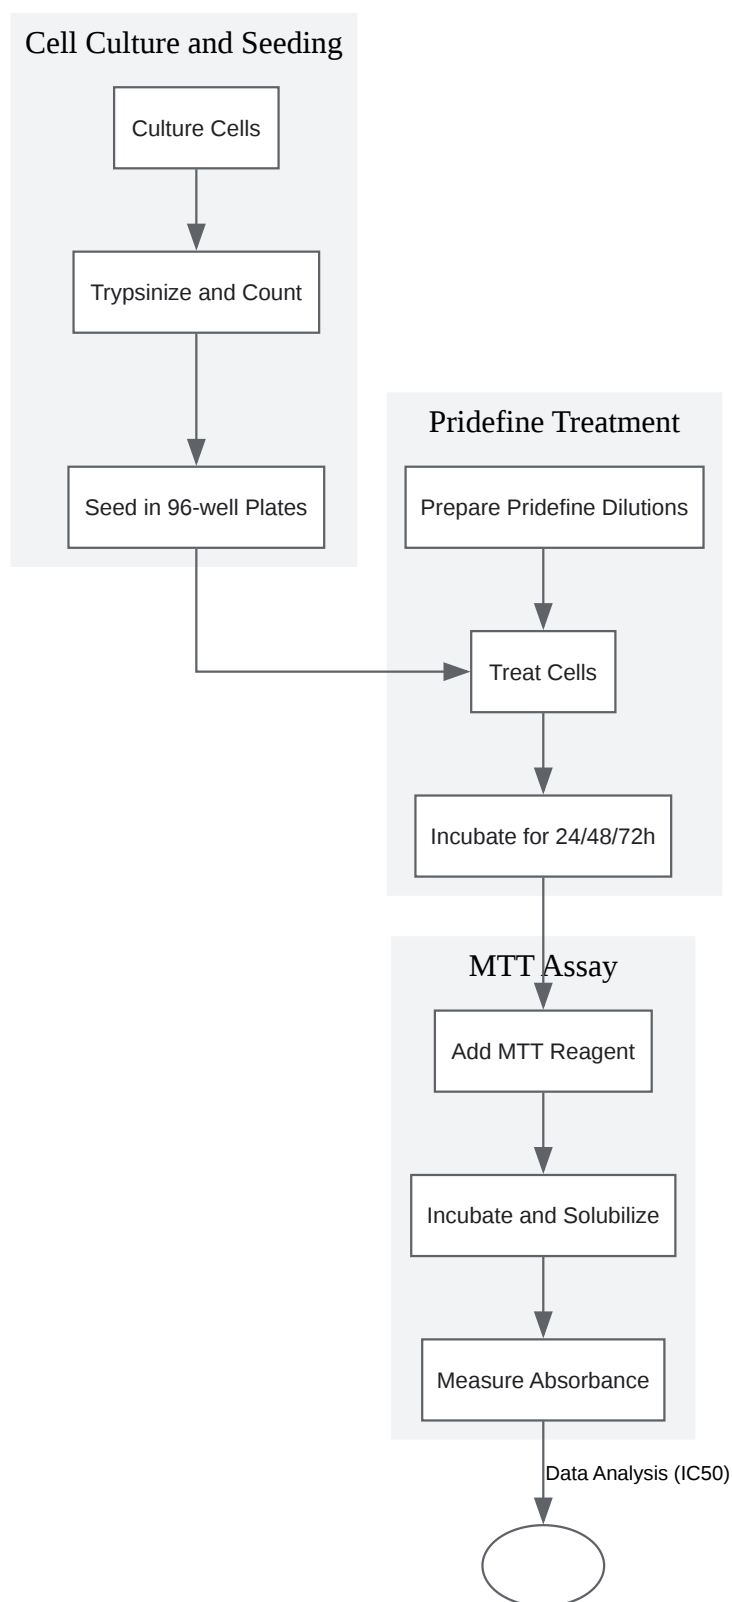 Cell Culture and Seeding
Culture Cells
Trypsinize and Count
Seed in 96-well Plates
Pridefine Treatment
Prepare Pridefine Dilutions
Treat Cells
Incubate for 24/48/72h
MTT Assay
Add MTT Reagent
Incubate and Solubilize
Measure Absorbance
Data Analysis (IC50)